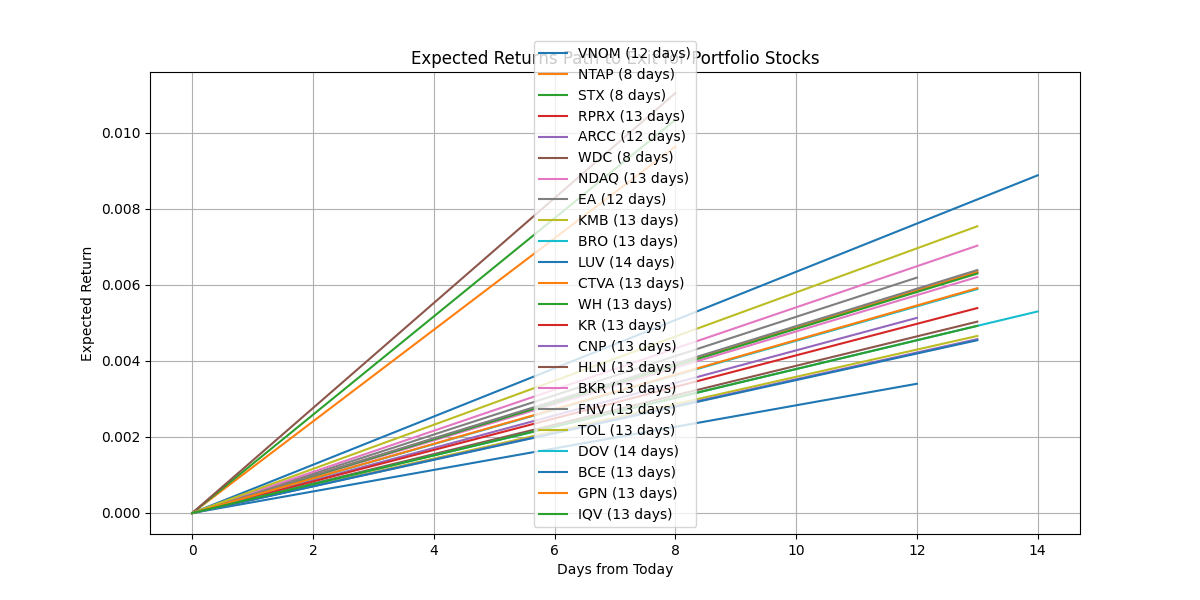 Expected Returns Path to Exit for Portfolio Stocks
VNOM (12 days)
NTAP (8 days)
STX (8 days)
RPRX (13 days)
ARCC (12 days)
WDC (8 days)
NDAQ (13 days)
EA (12 days)
KMB (13 days)
BRO (13 days)
LUV (14 days)
CTVA (13 days)
WH (13 days)
KR (13 days)
CNP (13 days)
HLN (13 days)
BKR (13 days)
FNV (13 days)
TOL (13 days)
DOV (14 days)
BCE (13 days)
GPN (13 days)
IQV (13 days)
Expected Return
0.010
0.008
0.006
0.004
0.002
0.000
0 2 4 6 8 10 12 14
Days from Today